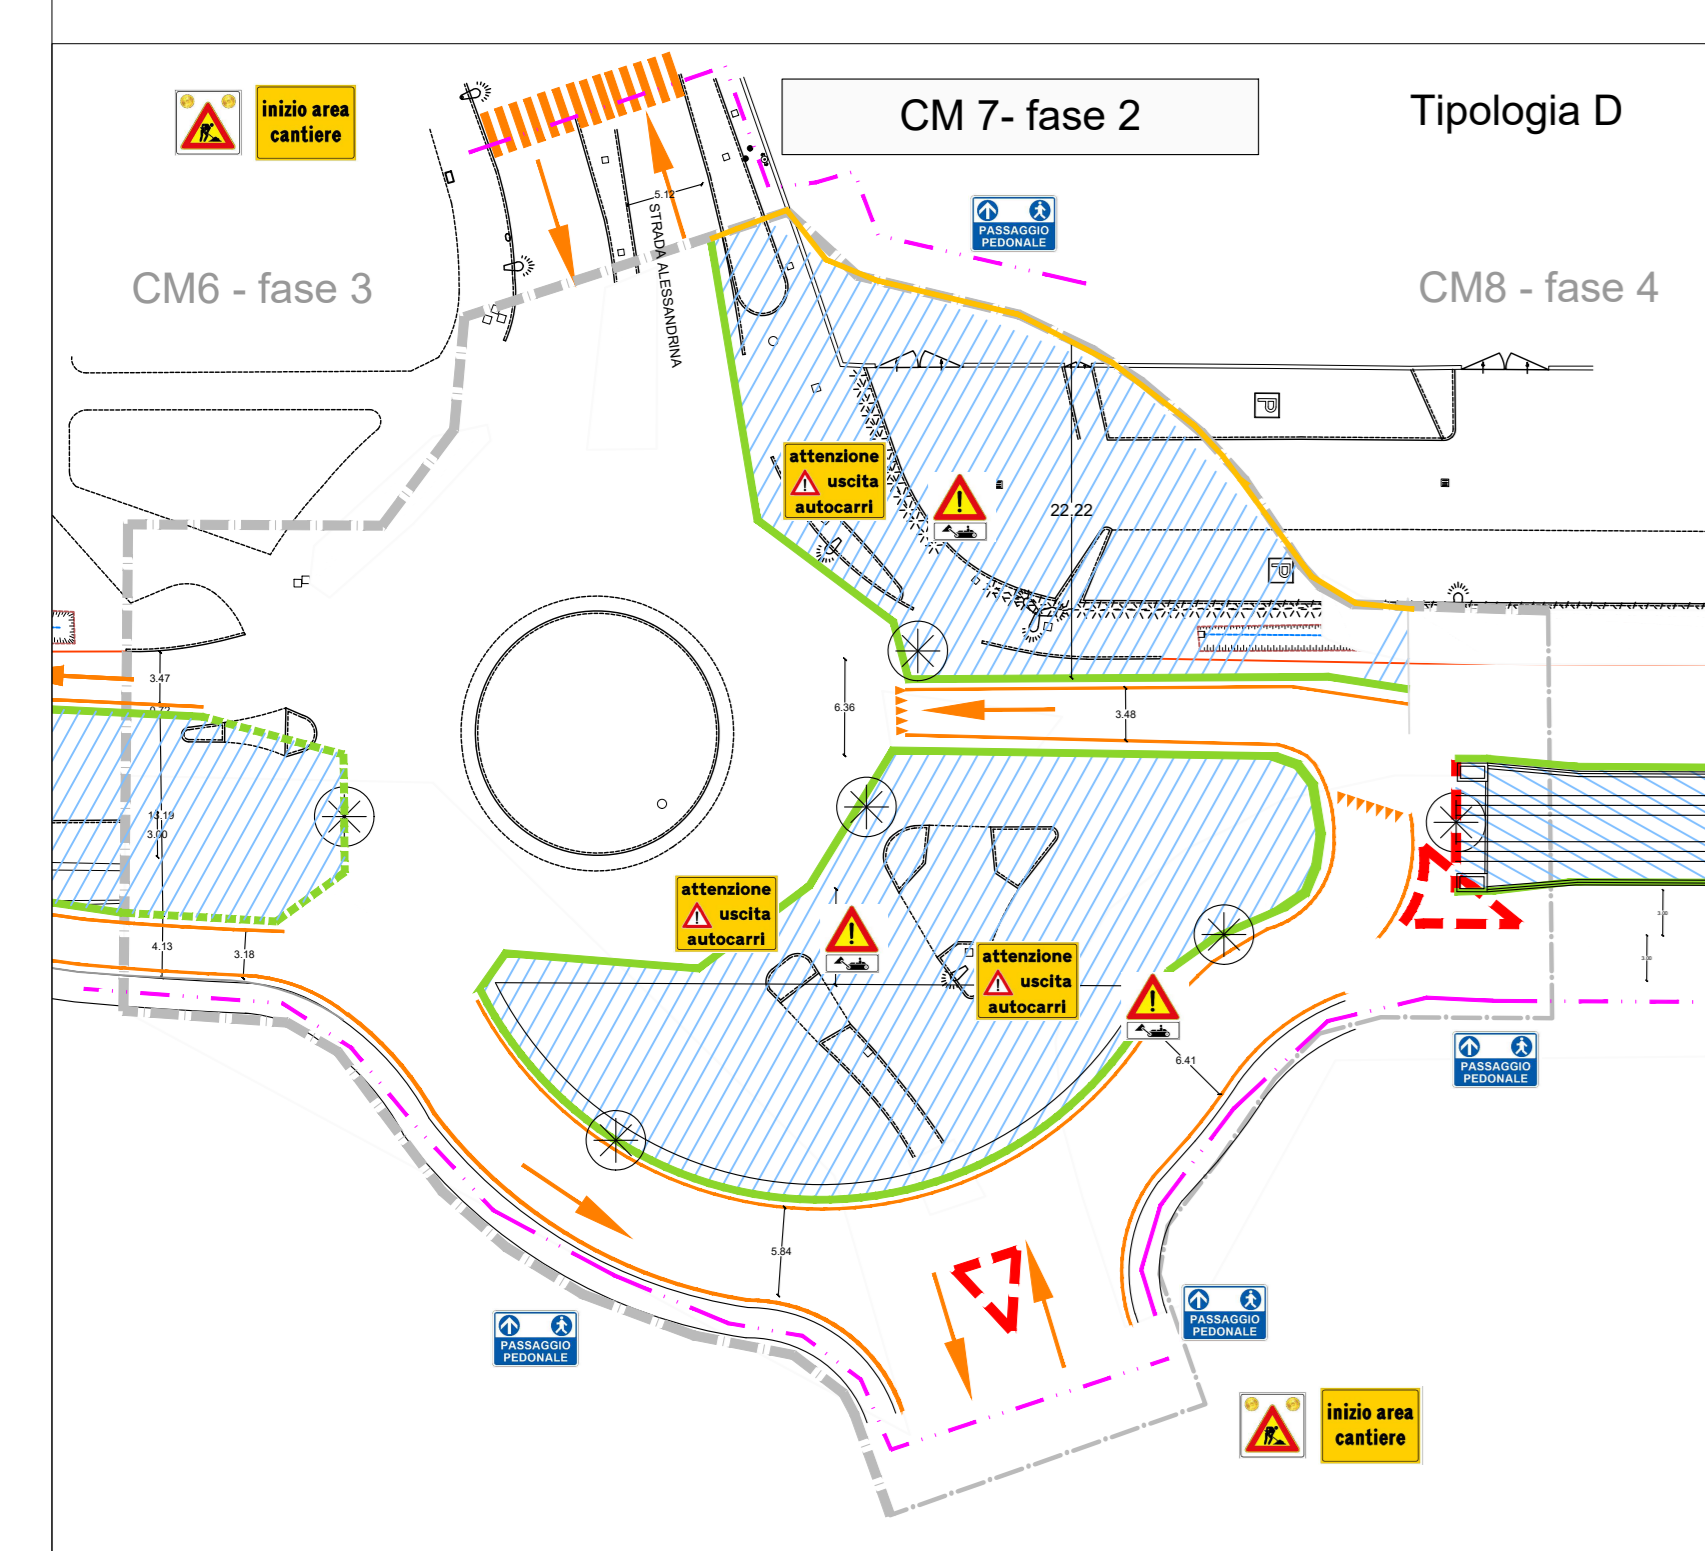 inizio area
cantiere
CM 7- fase 2
Tipologia D
5.12
STRADA ALESSANDRINA
PASSAGGIO
PEDONALE
CM6 - fase 3
CM8 - fase 4
P
attenzione
uscita
autocarri
22.22
P
3.47
6.36
3.48
13.19
3.00
attenzione
uscita
autocarri
4.13
3.18
attenzione
uscita
autocarri
6.41
PASSAGGIO
PEDONALE
5.84
PASSAGGIO
PEDONALE
PASSAGGIO
PEDONALE
inizio area
cantiere